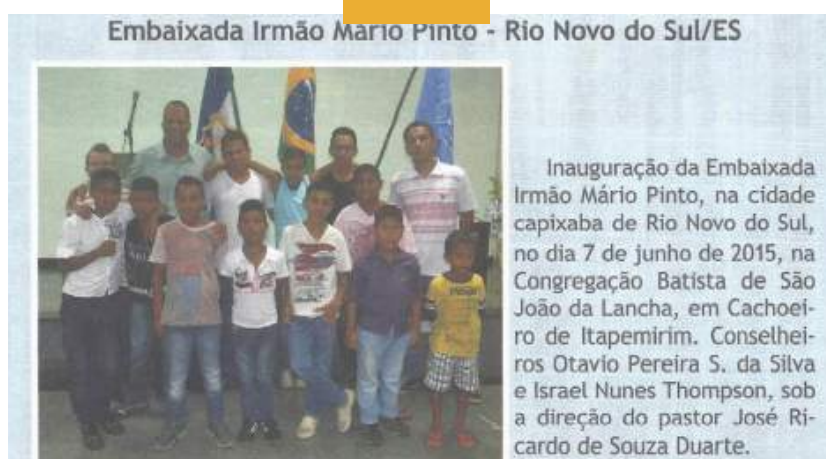 Embaixada Irmão Mário Pinto - Rio Novo do Sul/ES
Inauguração da Embaixada
Irmão Mário Pinto, na cidade
capixaba de Rio Novo do Sul,
no dia 7 de junho de 2015, na
Congregação Batista de São
João da Lancha, em Cachoei-
ro de Itapemirim. Conselhei-
ros Otavio Pereira S. da Silva
e Israel Nunes Thompson, sob
a direção do pastor José Ri-
cardo de Souza Duarte.